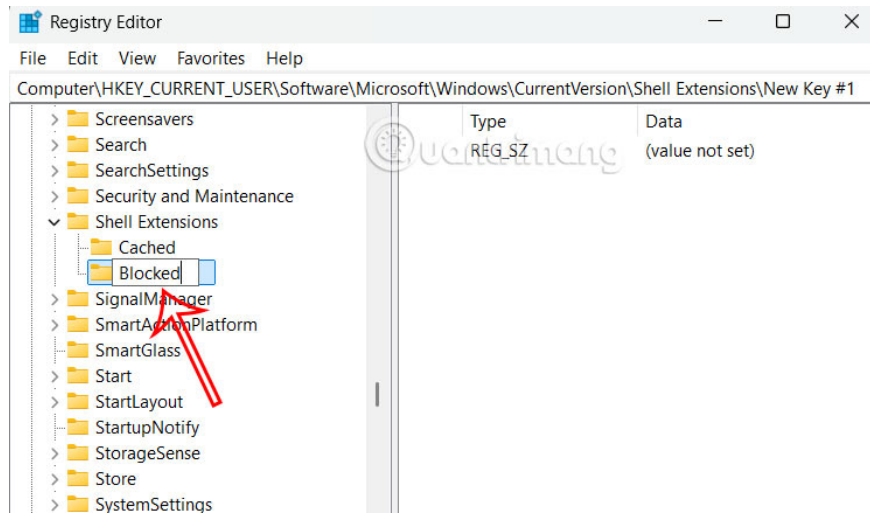 Registry Editor
File Edit View Favorites Help
Computer\HKEY_CURRENT_USER\Software\Microsoft\Windows\CurrentVersion\Shell Extensions\New Key #1
Screensavers
Search
SearchSettings
Security and Maintenance
Shell Extensions
Cached
Blocked
SignalManager
SmartActionPlatform
SmartGlass
Start
StartLayout
StartupNotify
StorageSense
Store
SystemSettings
Type Data
REG_SZ (value not set)
Quantrimang